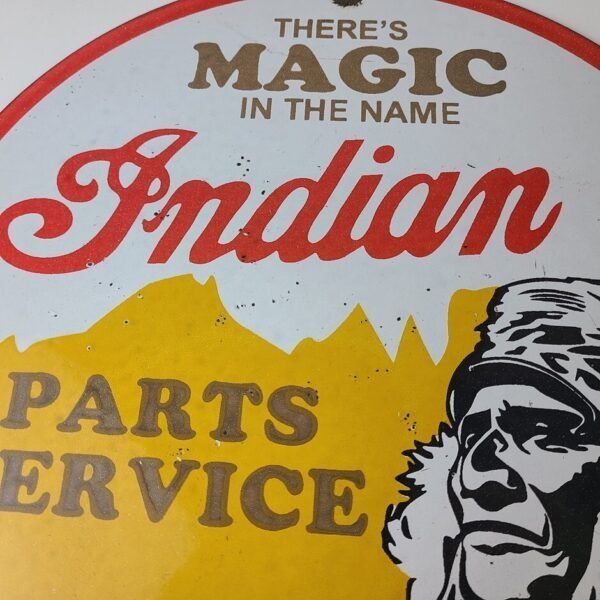 THERE'S
MAGIC
IN THE NAME
Indian
PARTS
ERVICE